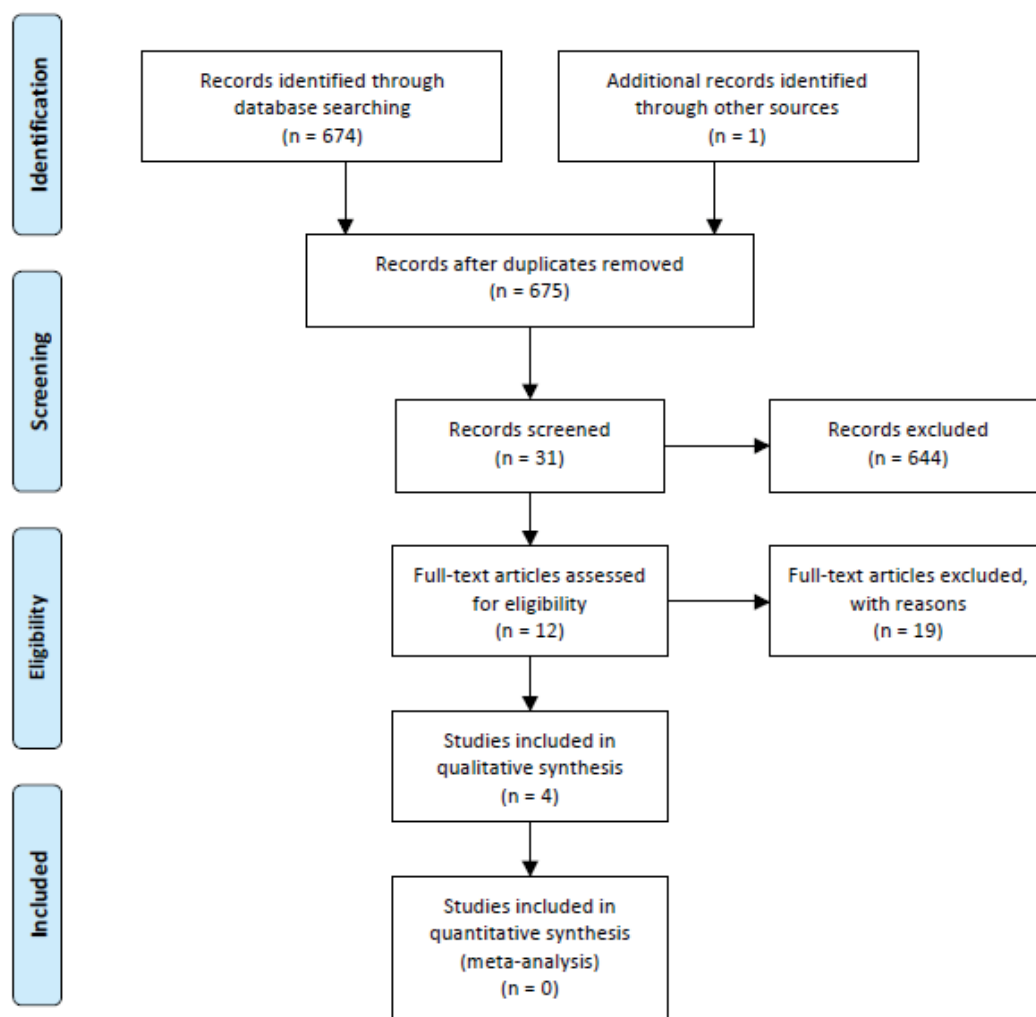 Identification
Records identified through
database searching
(n = 674)
Additional records identified
through other sources
(n = 1)
Records after duplicates removed
(n = 675)
Screening
Records screened
(n = 31)
Records excluded
(n = 644)
Eligibility
Full-text articles assessed
for eligibility
(n = 12)
Full-text articles excluded,
with reasons
(n = 19)
Studies included in
qualitative synthesis
(n = 4)
Included
Studies included in
quantitative synthesis
(meta-analysis)
(n = 0)